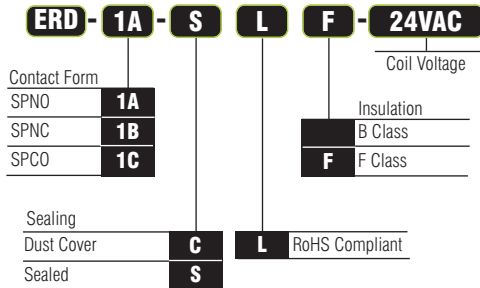 ERD - 1A - S L F - 24VAC
Coil Voltage
Contact Form
SPNO 1A
SPNC 1B
SPCO 1C
Insulation
B Class
F F Class
Sealing
Dust Cover C
Sealed S
L RoHS Compliant